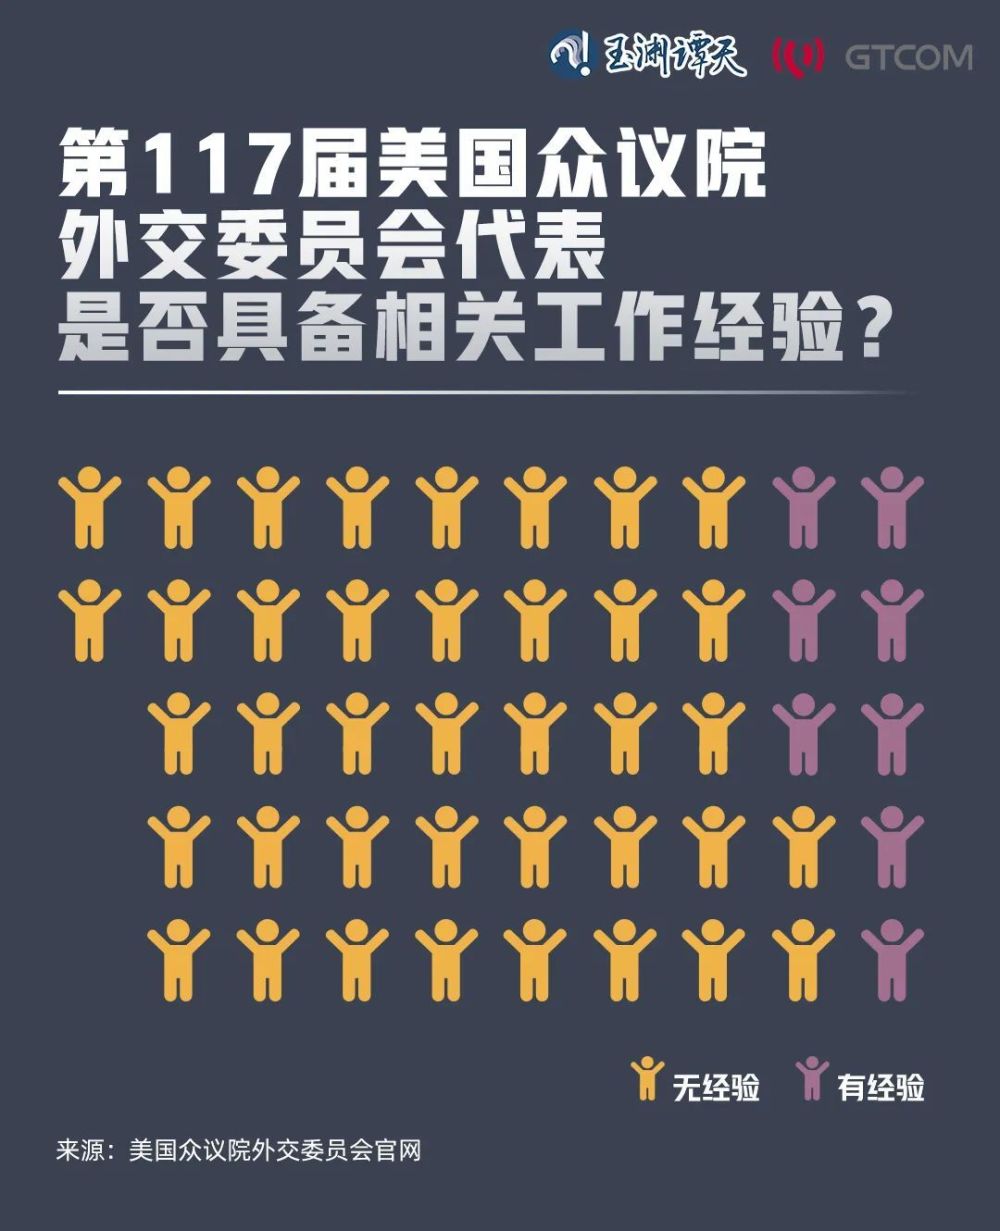 玉渊谭天 GTCOM
第117届美国众议院
外交委员会代表
是否具备相关工作经验？
无经验 有经验
来源：美国众议院外交委员会官网